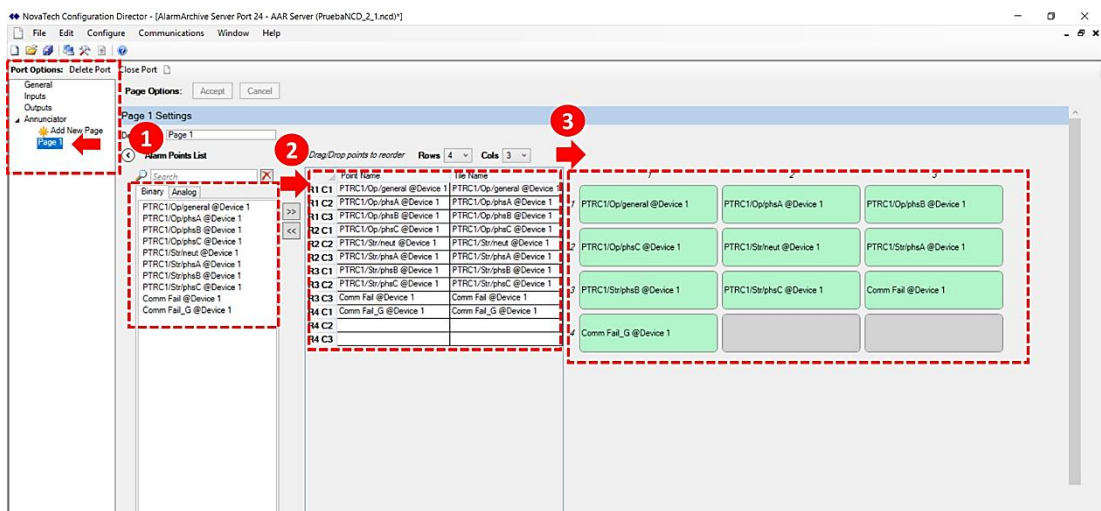 NovaTech Configuration Director - [AlarmArchive Server Port 24 - AAR Server (PruebaNCD_2_1.ncd)*]
File Edit Configure Communications Window Help
Port Options: Delete Port Close Port
General
Inputs
Outputs
Annunciator
Add New Page
Page 1
Page Options: Accept Cancel
Page 1 Settings
Page 1
1
Alarm Points List
Search
Binary Analog
PTRC1/Op/general @Device 1
PTRC1/Op/phsA @Device 1
PTRC1/Op/phsB @Device 1
PTRC1/Op/phsC @Device 1
PTRC1/Str/neut @Device 1
PTRC1/Str/phsA @Device 1
PTRC1/Str/phsB @Device 1
PTRC1/Str/phsC @Device 1
Comm Fail @Device 1
Comm Fail_G @Device 1
>>
<<
2
Drag/Drop points to reorder Rows 4 Cols 3
Point Name Tile Name
R1 C1 PTRC1/Op/general @Device 1 PTRC1/Op/general @Device 1
R1 C2 PTRC1/Op/phsA @Device 1 PTRC1/Op/phsA @Device 1
R1 C3 PTRC1/Op/phsB @Device 1 PTRC1/Op/phsB @Device 1
R2 C1 PTRC1/Op/phsC @Device 1 PTRC1/Op/phsC @Device 1
R2 C2 PTRC1/Str/neut @Device 1 PTRC1/Str/neut @Device 1
R2 C3 PTRC1/Str/phsA @Device 1 PTRC1/Str/phsA @Device 1
R3 C1 PTRC1/Str/phsB @Device 1 PTRC1/Str/phsB @Device 1
R3 C2 PTRC1/Str/phsC @Device 1 PTRC1/Str/phsC @Device 1
R3 C3 Comm Fail @Device 1 Comm Fail @Device 1
R4 C1 Comm Fail_G @Device 1 Comm Fail_G @Device 1
R4 C2
R4 C3
3
1 2 3
1 PTRC1/Op/general @Device 1 PTRC1/Op/phsA @Device 1 PTRC1/Op/phsB @Device 1
2 PTRC1/Op/phsC @Device 1 PTRC1/Str/neut @Device 1 PTRC1/Str/phsA @Device 1
3 PTRC1/Str/phsB @Device 1 PTRC1/Str/phsC @Device 1 Comm Fail @Device 1
4 Comm Fail_G @Device 1